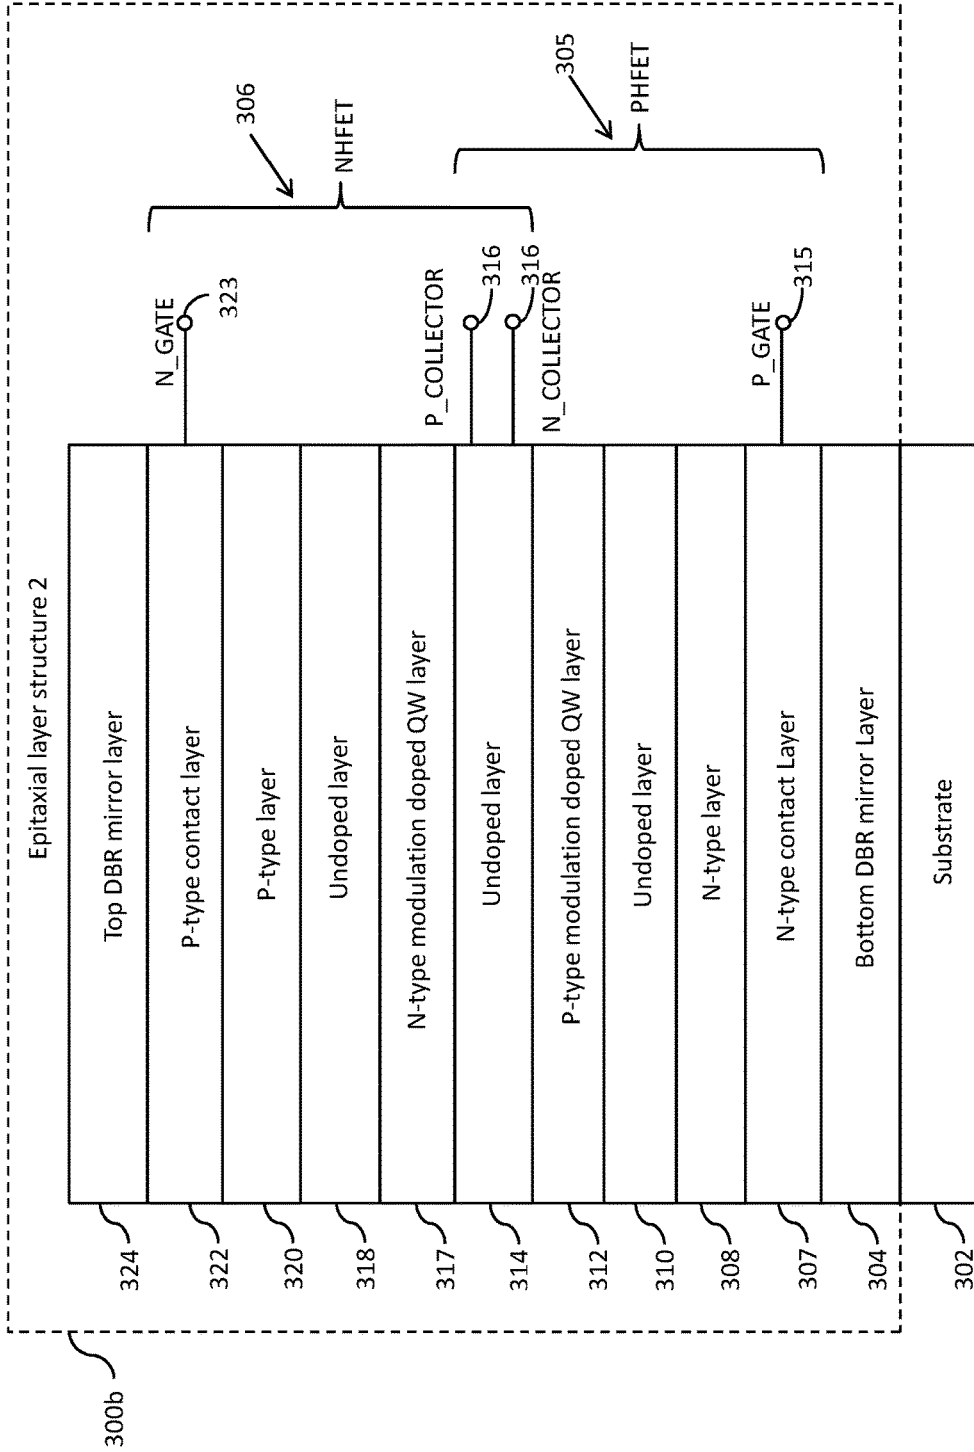 300b
Epitaxial layer structure 2
324
Top DBR mirror layer
322
P-type contact layer
N_GATE
323
320
P-type layer
306
NHFET
318
Undoped layer
317
N-type modulation doped QW layer
314
Undoped layer
P_COLLECTOR
316
316
N_COLLECTOR
312
P-type modulation doped QW layer
305
PHFET
310
Undoped layer
308
N-type layer
307
N-type contact Layer
P_GATE
315
304
Bottom DBR mirror Layer
302
Substrate